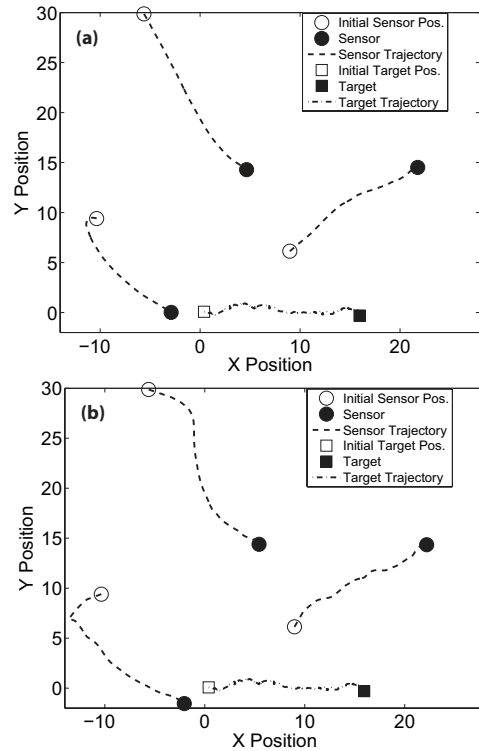 (a)
Initial Sensor Pos.
Sensor
Sensor Trajectory
Initial Target Pos.
Target
Target Trajectory
30
25
20
15
10
5
0
Y Position
−10 0 10 20
X Position
(b)
Initial Sensor Pos.
Sensor
Sensor Trajectory
Initial Target Pos.
Target
Target Trajectory
30
25
20
15
10
5
0
Y Position
−10 0 10 20
X Position